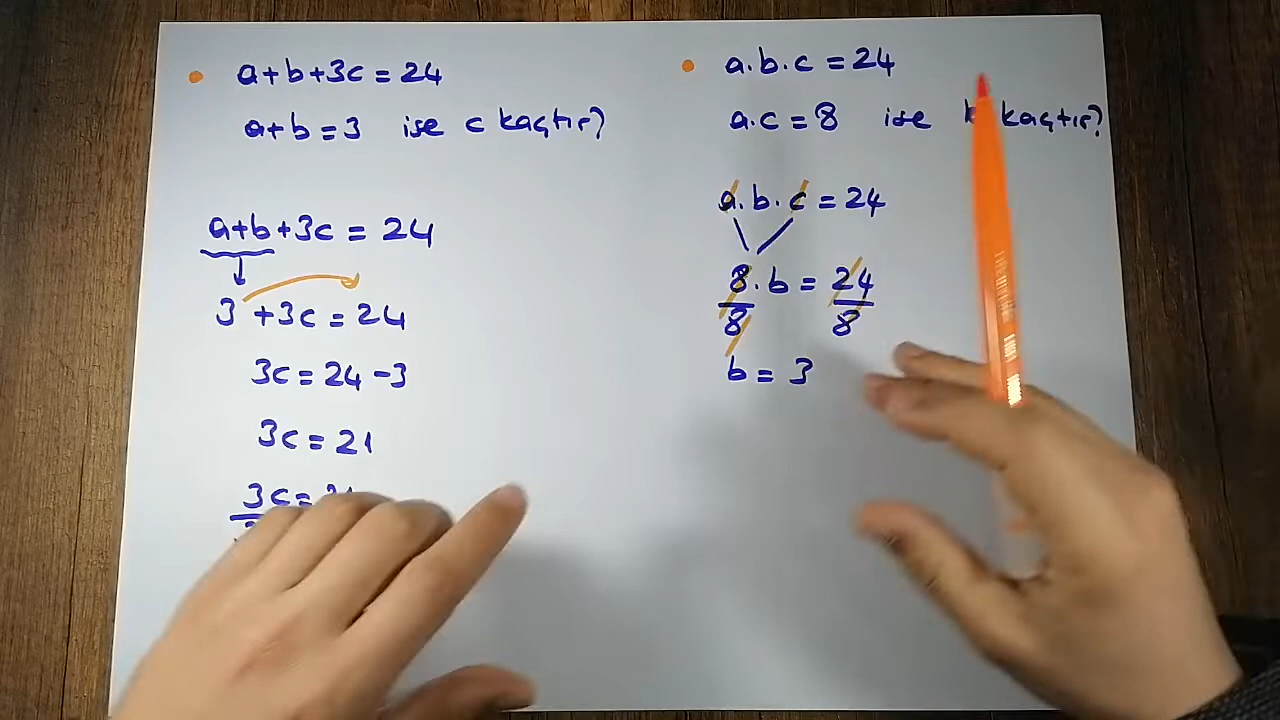 a+b+3c=24
a+b=3 ise c kaçtır?
a+b+3c=24
3+3c=24
3c=24-3
3c=21
3c=
a.b.c=24
a.c=8 ise kaçtır?
a.b.c=24
8.b=24
8 8
b=3